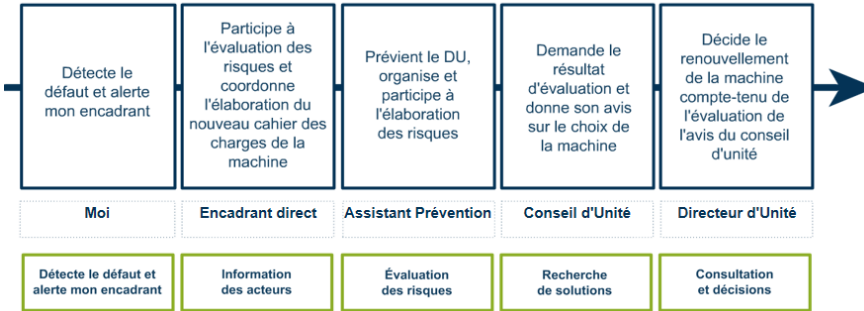 Détecte le
défaut et alerte
mon encadrant
Participe à
l'évaluation des
risques et
coordonne
l'élaboration du
nouveau cahier des
charges de la
machine
Prévient le DU,
organise et
participe à
l'élaboration
des risques
Demande le
résultat
d'évaluation et
donne son avis
sur le choix de
la machine
Décide le
renouvellement
de la machine
compte-tenu de
l'évaluation de
l'avis du conseil
d'unité
Moi
Encadrant direct
Assistant Prévention
Conseil d'Unité
Directeur d'Unité
Détecte le défaut et
alerte mon encadrant
Information
des acteurs
Évaluation
des risques
Recherche
de solutions
Consultation
et décisions